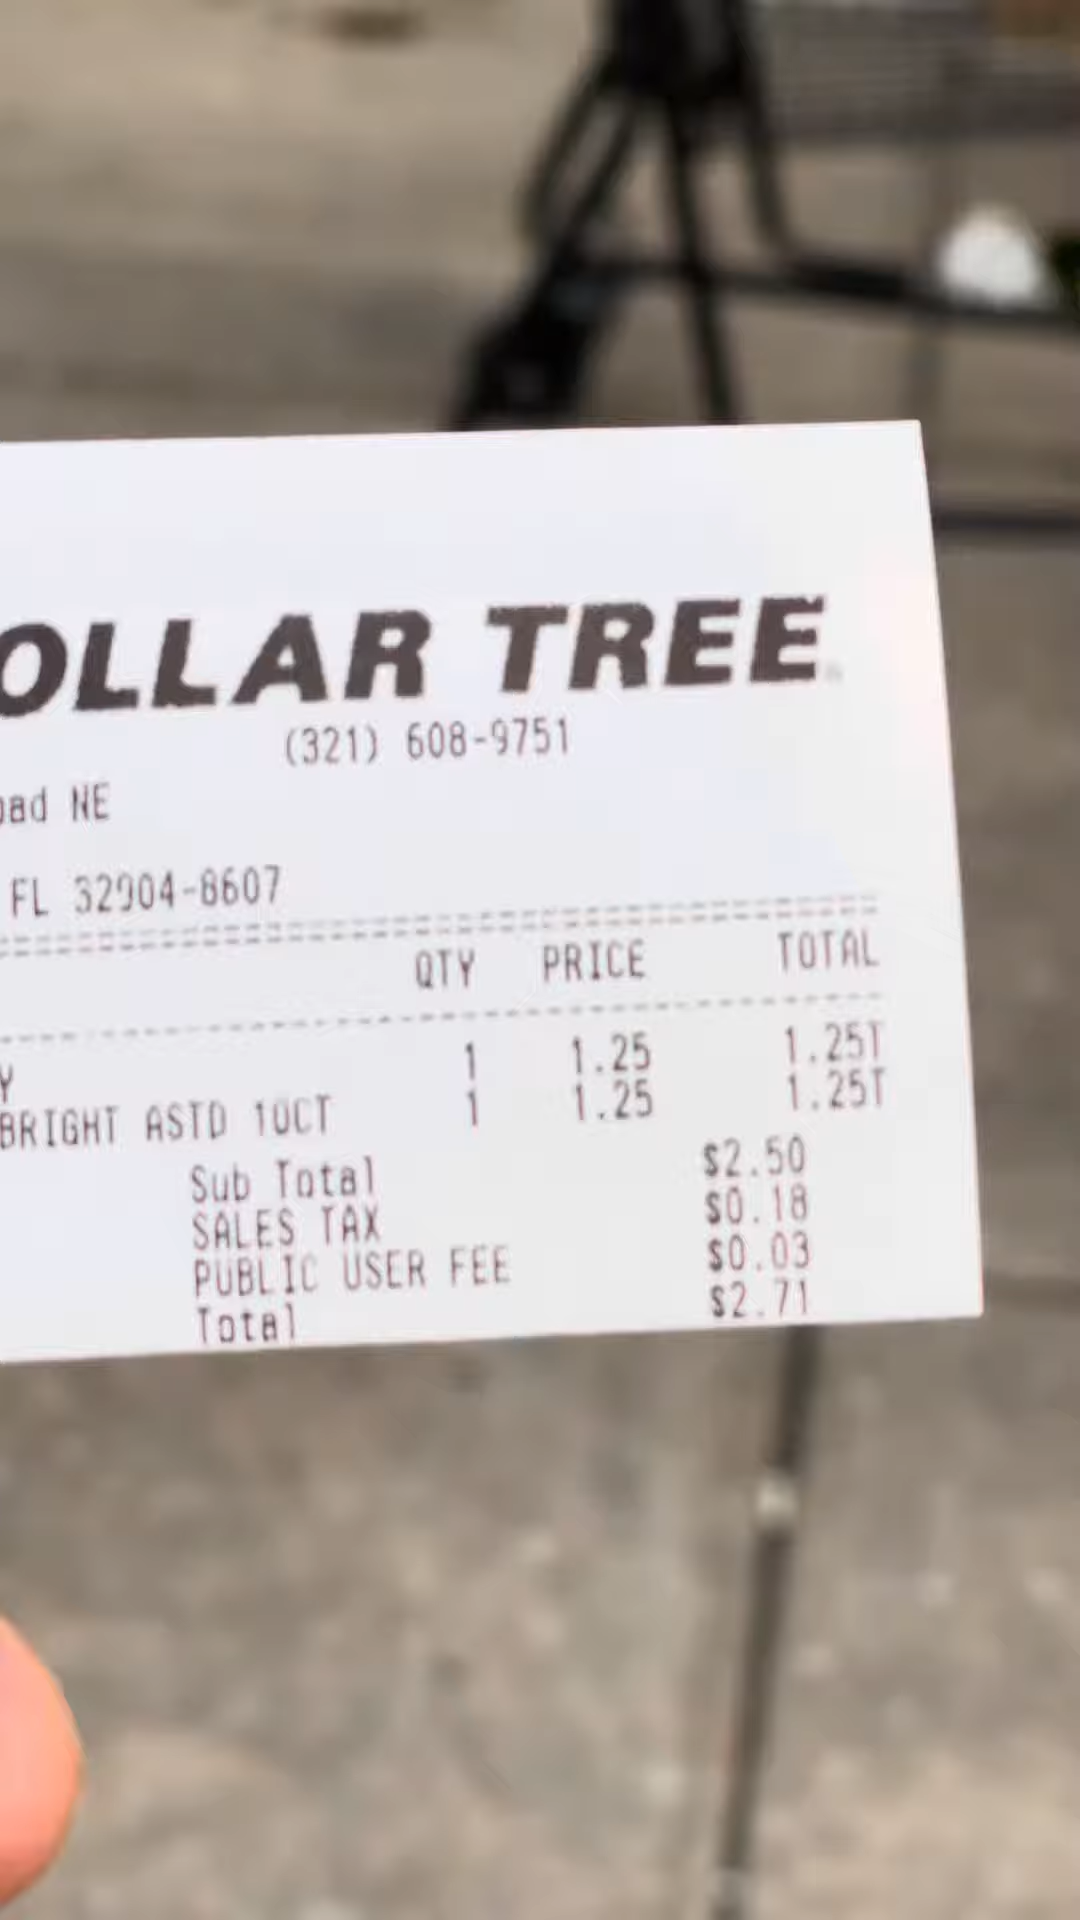 OLLAR TREE
(321) 608-9751
oad NE
FL 32904-8607
QTY PRICE TOTAL
Y 1 1.25 1.25T
BRIGHT ASTD 10CT 1 1.25 1.25T
Sub Total $2.50
SALES TAX $0.18
PUBLIC USER FEE $0.03
Total $2.71